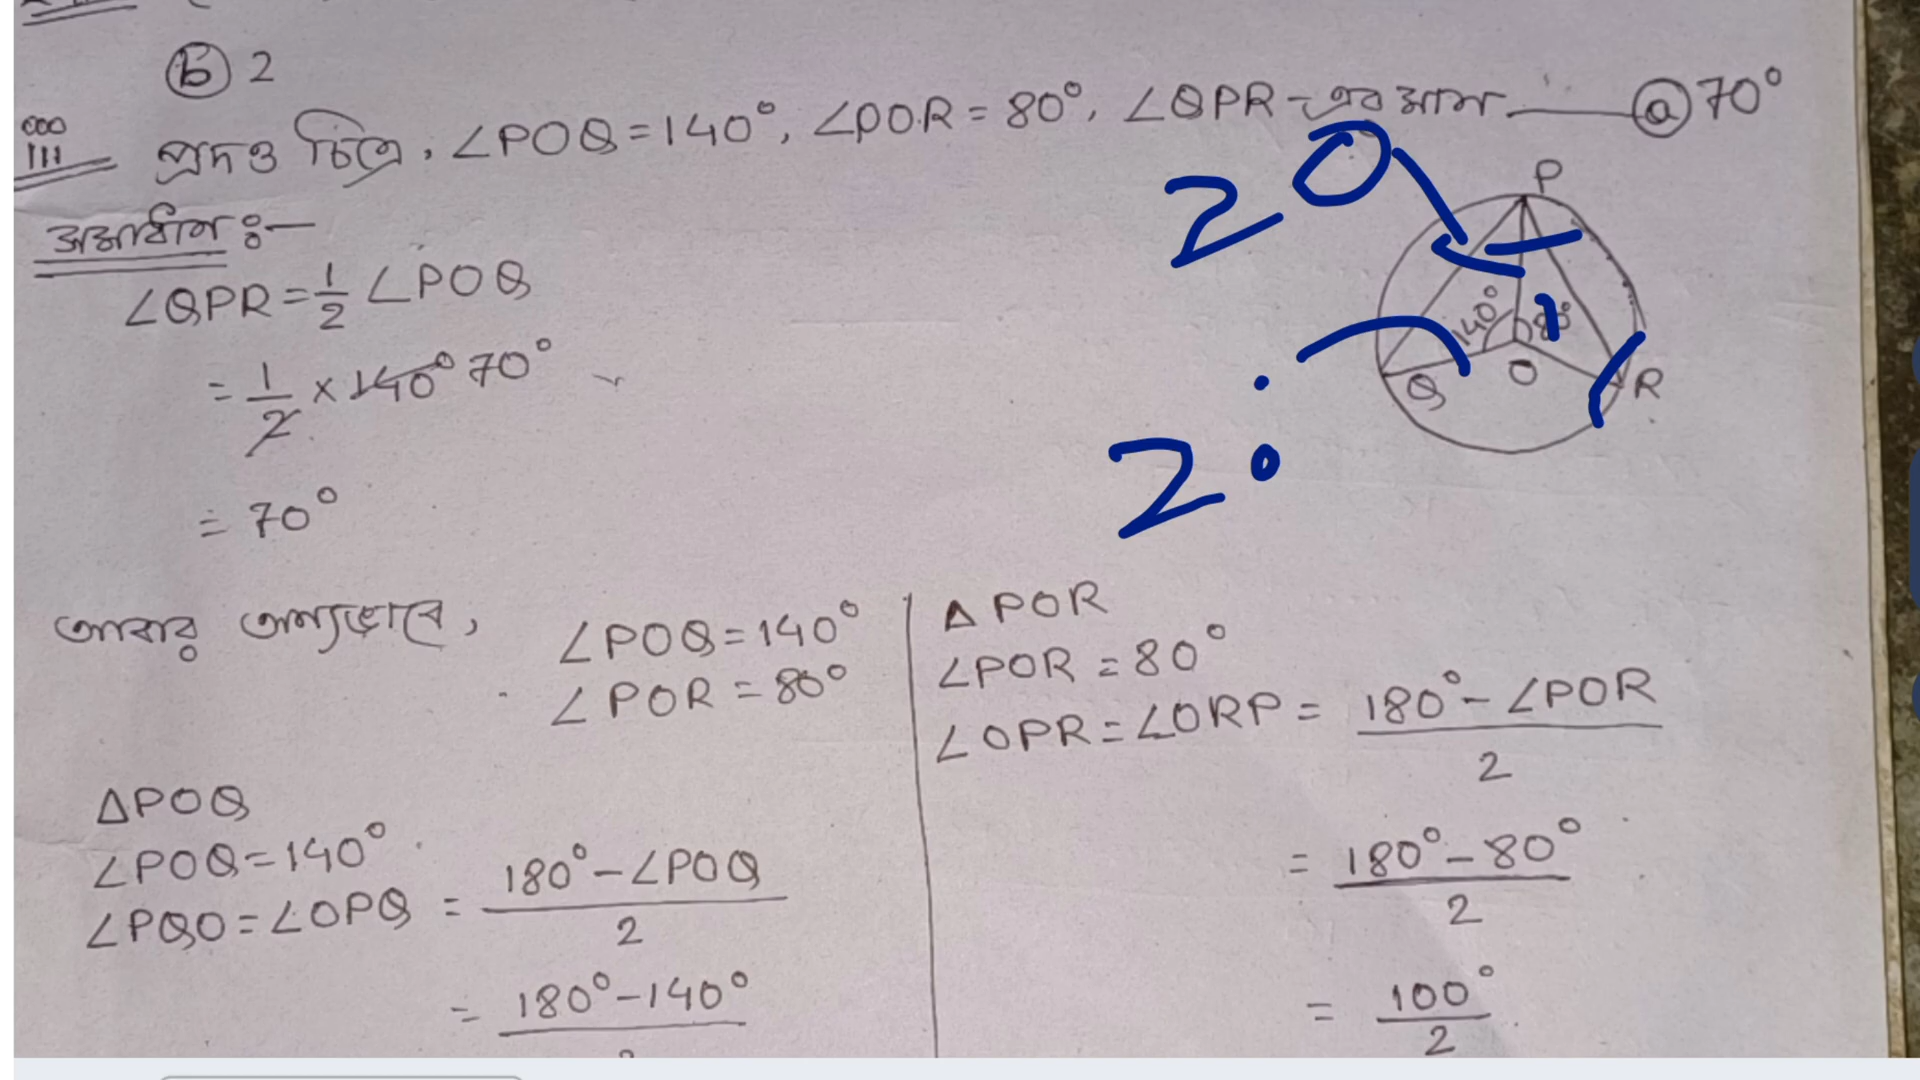 ⓑ 2
iii প্রদত্ত চিত্রে, ∠POQ = 140°, ∠POR = 80°, ∠QPR-এর মান ——— ⓐ 70°
সমাধান :—
∠QPR = 1/2 ∠POQ
= 1/2 × 140° 70°
= 70°
20
2
P
140°
80°
Q
O
R
আবার অন্যভাবে,
∠POQ = 140°
∠POR = 80°
△POQ
∠POQ = 140°
∠PQO = ∠OPQ = (180° - ∠POQ)/2
= 180° - 140°
△POR
∠POR = 80°
∠OPR = ∠ORP = (180° - ∠POR)/2
= (180° - 80°)/2
= 100°/2